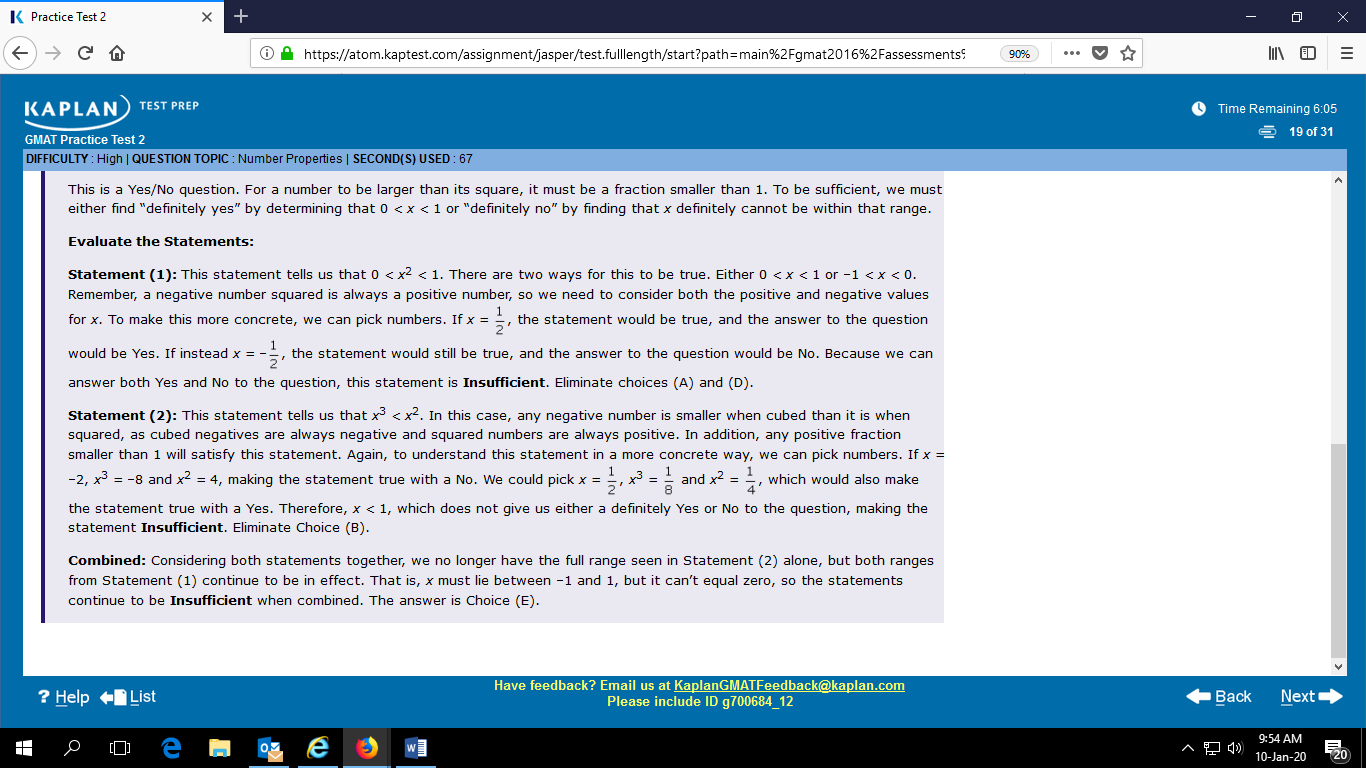 Practice Test 2
https://atom.kaptest.com/assignment/jasper/test.fulllength/start?path=main%2Fgmat2016%2Fassessments%
90%
KAPLAN) TEST PREP
GMAT Practice Test 2
Time Remaining 6:05
19 of 31
DIFFICULTY : High | QUESTION TOPIC : Number Properties | SECOND(S) USED : 67
This is a Yes/No question. For a number to be larger than its square, it must be a fraction smaller than 1. To be sufficient, we must
either find “definitely yes” by determining that 0 < x < 1 or “definitely no” by finding that x definitely cannot be within that range.
Evaluate the Statements:
Statement (1): This statement tells us that 0 < x² < 1. There are two ways for this to be true. Either 0 < x < 1 or −1 < x < 0.
Remember, a negative number squared is always a positive number, so we need to consider both the positive and negative values
for x. To make this more concrete, we can pick numbers. If x = 1/2, the statement would be true, and the answer to the question
would be Yes. If instead x = −1/2, the statement would still be true, and the answer to the question would be No. Because we can
answer both Yes and No to the question, this statement is Insufficient. Eliminate choices (A) and (D).
Statement (2): This statement tells us that x³ < x². In this case, any negative number is smaller when cubed than it is when
squared, as cubed negatives are always negative and squared numbers are always positive. In addition, any positive fraction
smaller than 1 will satisfy this statement. Again, to understand this statement in a more concrete way, we can pick numbers. If x =
−2, x³ = −8 and x² = 4, making the statement true with a No. We could pick x = 1/2, x³ = 1/8 and x² = 1/4, which would also make
the statement true with a Yes. Therefore, x < 1, which does not give us either a definitely Yes or No to the question, making the
statement Insufficient. Eliminate Choice (B).
Combined: Considering both statements together, we no longer have the full range seen in Statement (2) alone, but both ranges
from Statement (1) continue to be in effect. That is, x must lie between −1 and 1, but it can’t equal zero, so the statements
continue to be Insufficient when combined. The answer is Choice (E).
? Help List
Have feedback? Email us at KaplanGMATFeedback@kaplan.com
Please include ID g700684_12
Back Next
9:54 AM
10-Jan-20
20